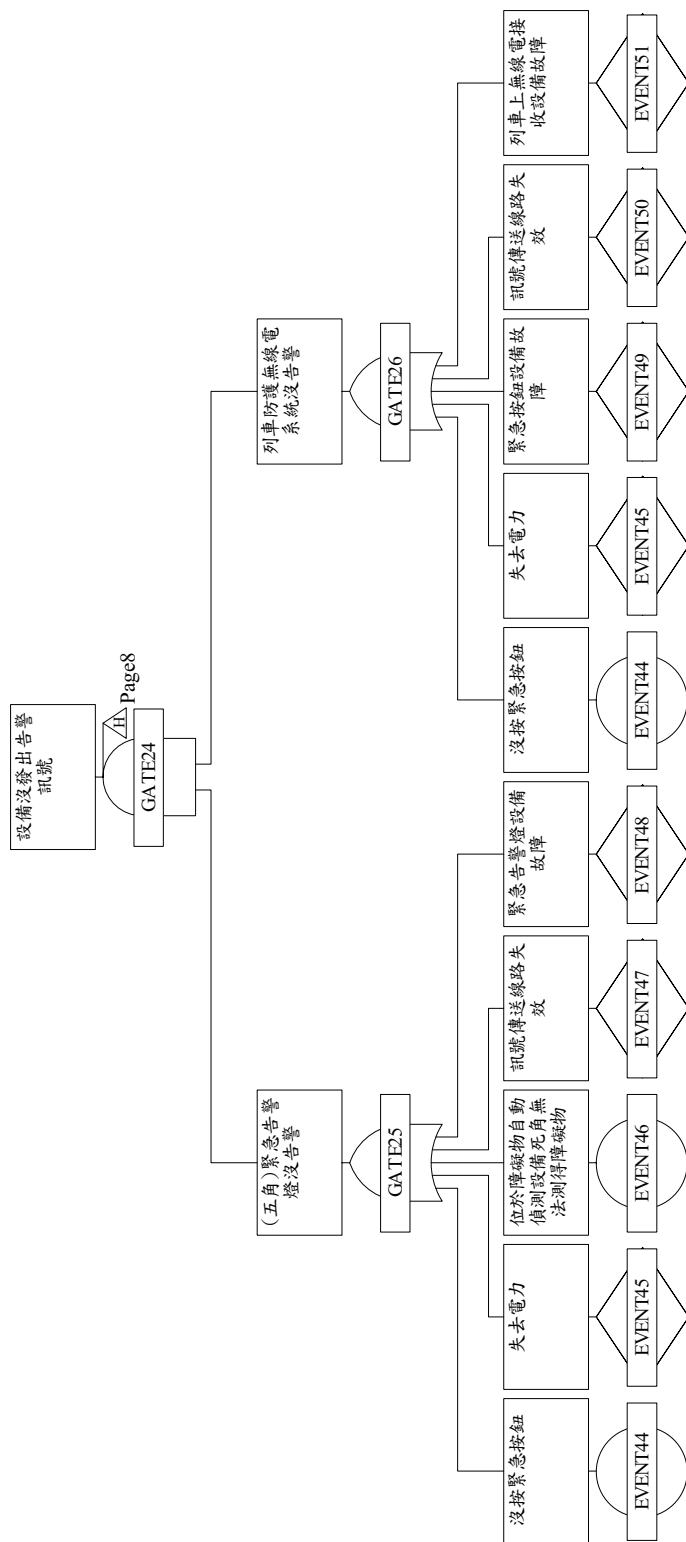 設備沒發出告警
訊號
H
Page8
GATE24
(五角)緊急告警
燈沒告警
GATE25
列車防護無線電
系統沒告警
GATE26
沒按緊急按鈕
EVENT44
失去電力
EVENT45
位於障礙物自動
偵測設備死角無
法測得障礙物
EVENT46
訊號傳送線路失
效
EVENT47
緊急告警燈設備
故障
EVENT48
沒按緊急按鈕
EVENT44
失去電力
EVENT45
緊急按鈕設備故
障
EVENT49
訊號傳送線路失
效
EVENT50
列車上無線電接
收設備故障
EVENT51